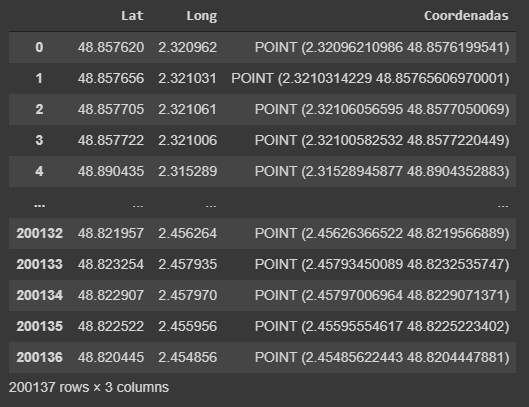 Lat Long Coordenadas
0 48.857620 2.320962 POINT (2.32096210986 48.8576199541)
1 48.857656 2.321031 POINT (2.3210314229 48.85765606970001)
2 48.857705 2.321061 POINT (2.32106056595 48.8577050069)
3 48.857722 2.321006 POINT (2.32100582532 48.8577220449)
4 48.890435 2.315289 POINT (2.31528945877 48.8904352883)
... ... ... ...
200132 48.821957 2.456264 POINT (2.45626366522 48.8219566889)
200133 48.823254 2.457935 POINT (2.45793450089 48.8232535747)
200134 48.822907 2.457970 POINT (2.45797006964 48.8229071371)
200135 48.822522 2.455956 POINT (2.45595554617 48.8225223402)
200136 48.820445 2.454856 POINT (2.45485622443 48.8204447881)
200137 rows × 3 columns